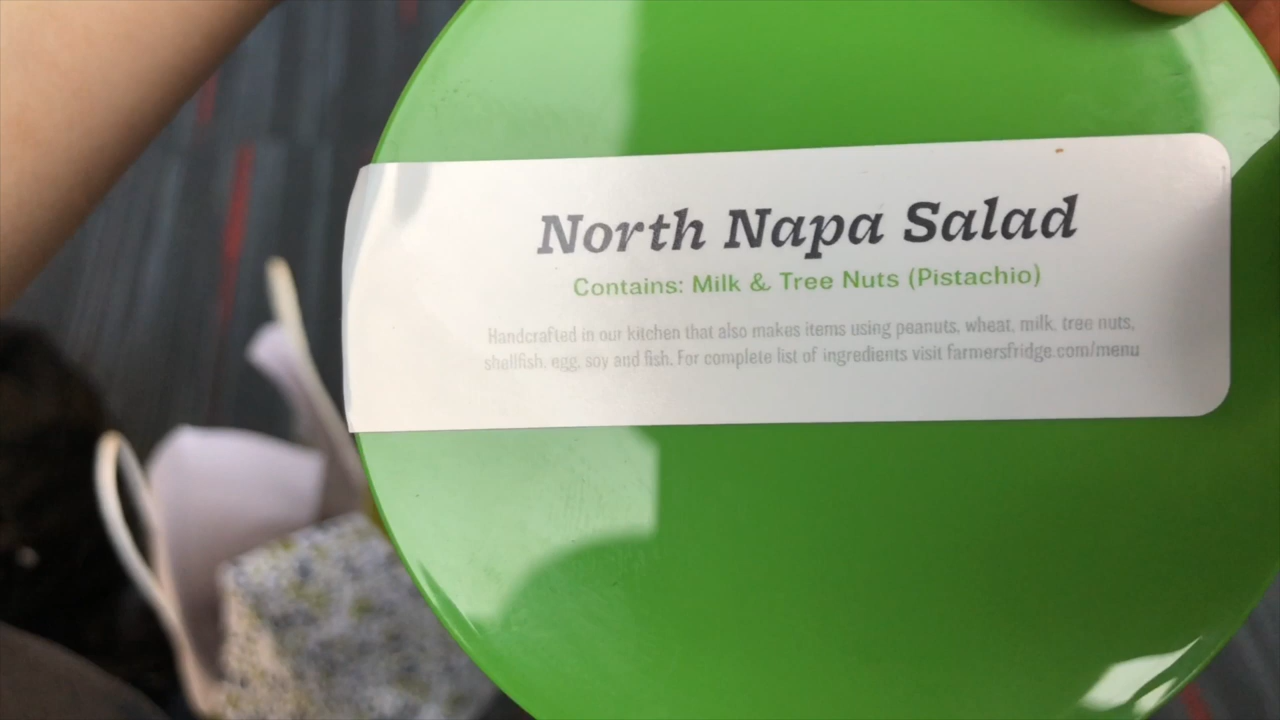 North Napa Salad
Contains: Milk & Tree Nuts (Pistachio)
Handcrafted in our kitchen that also makes items using peanuts, wheat, milk, tree nuts,
shellfish, egg, soy and fish. For complete list of ingredients visit farmersfridge.com/menu